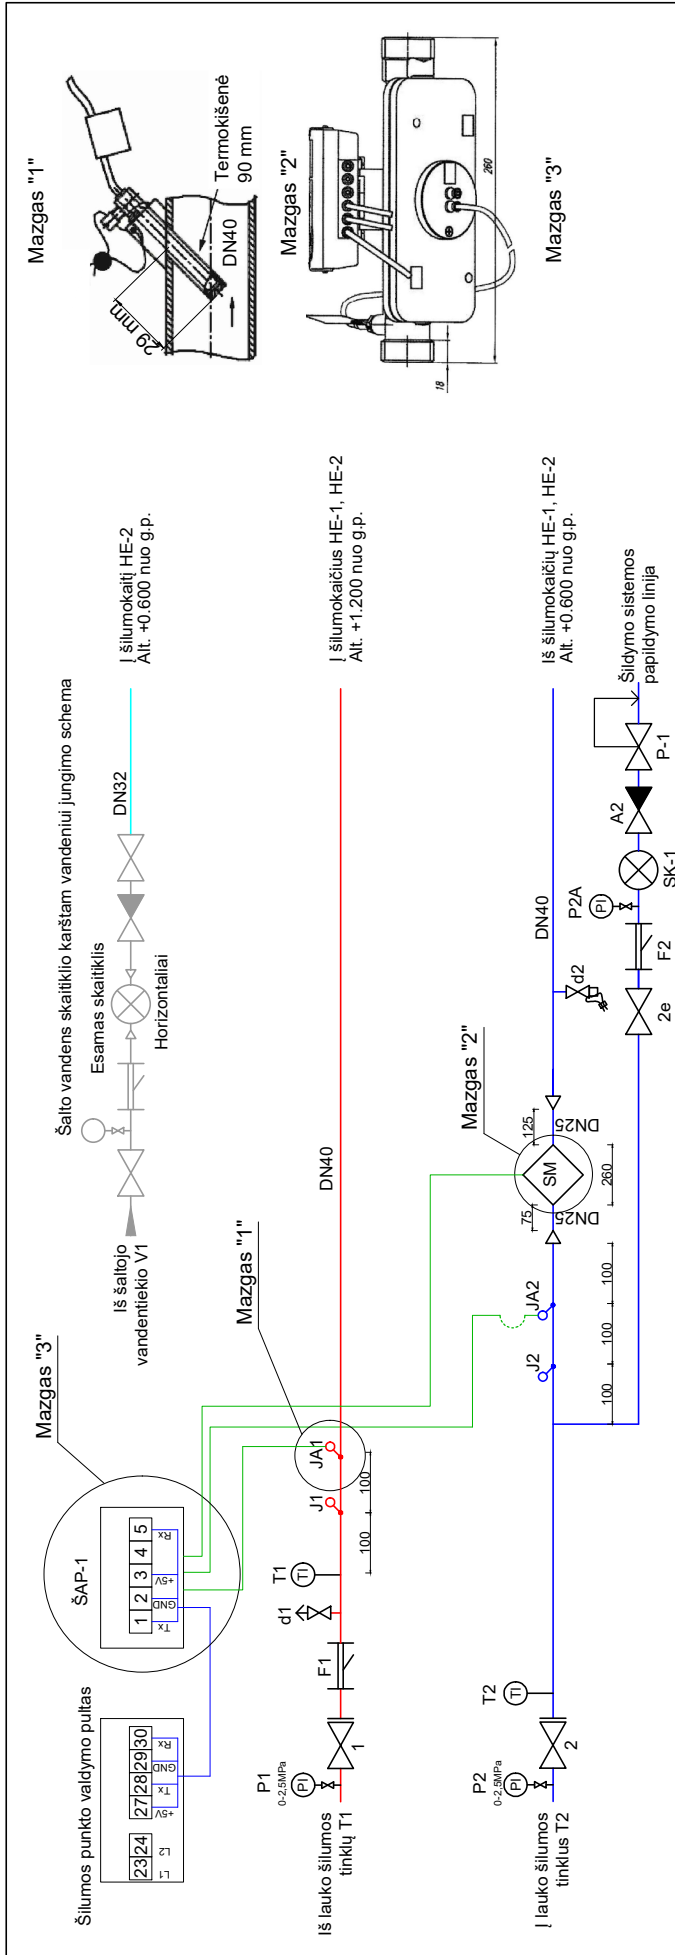 Mazgas "1"
Termokišenė
90 mm
DN40
29 mm
Mazgas "2"
260
18
Mazgas "3"
Šalto vandens skaitiklio karštam vandeniui jungimo schema
Į šilumokaitį HE-2
Alt. +0.600 nuo g.p.
DN32
Esamas skaitiklis
Horizontaliai
Iš šaltojo
vandentiekio V1
Mazgas "3"
ŠAP-1
1 2 3 4 5
Tx GND +5V Rx
Šilumos punkto valdymo pultas
23 24 27 28 29 30
L1 L2 +5V Tx GND Rx
Į šilumokaičius HE-1, HE-2
Alt. +1.200 nuo g.p.
DN40
Mazgas "1"
JA1
J1
100
100
T1
TI
d1
F1
1
P1
0-2,5MPa
PI
Iš lauko šilumos
tinklų T1
Iš šilumokaičių HE-1, HE-2
Alt. +0.600 nuo g.p.
DN40
d2
Mazgas "2"
125
DN25
SM
260
75
DN25
100
100
100
JA2
J2
T2
TI
2
P2
0-2,5MPa
PI
Į lauko šilumos
tinklus T2
Šildymo sistemos
papildymo linija
P-1
A2
SK-1
P2A
PI
F2
2e